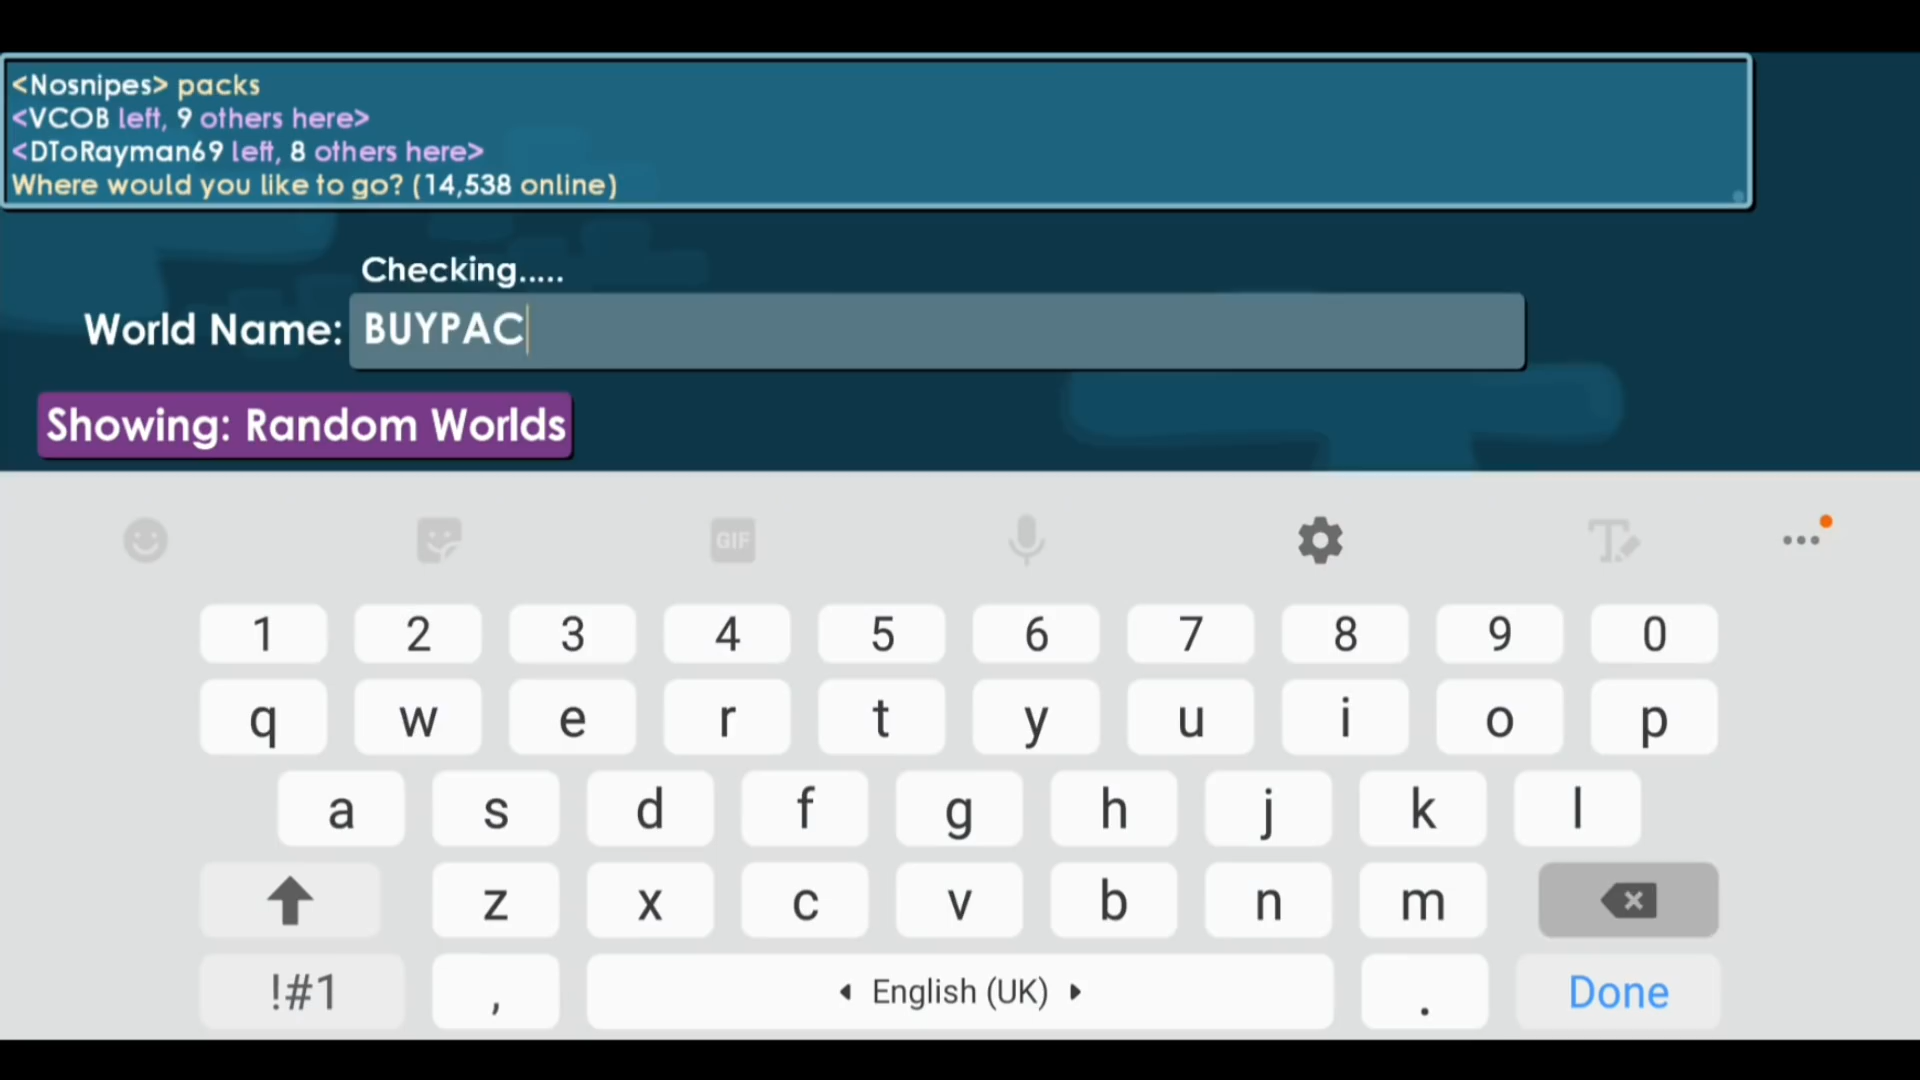 <Nosnipes> packs
<VCOB left, 9 others here>
<DToRayman69 left, 8 others here>
Where would you like to go? (14,538 online)
Checking.....
World Name: BUYPAC
Showing: Random Worlds
GIF
1 2 3 4 5 6 7 8 9 0
q w e r t y u i o p
a s d f g h j k l
z x c v b n m
!#1 , English (UK) . Done